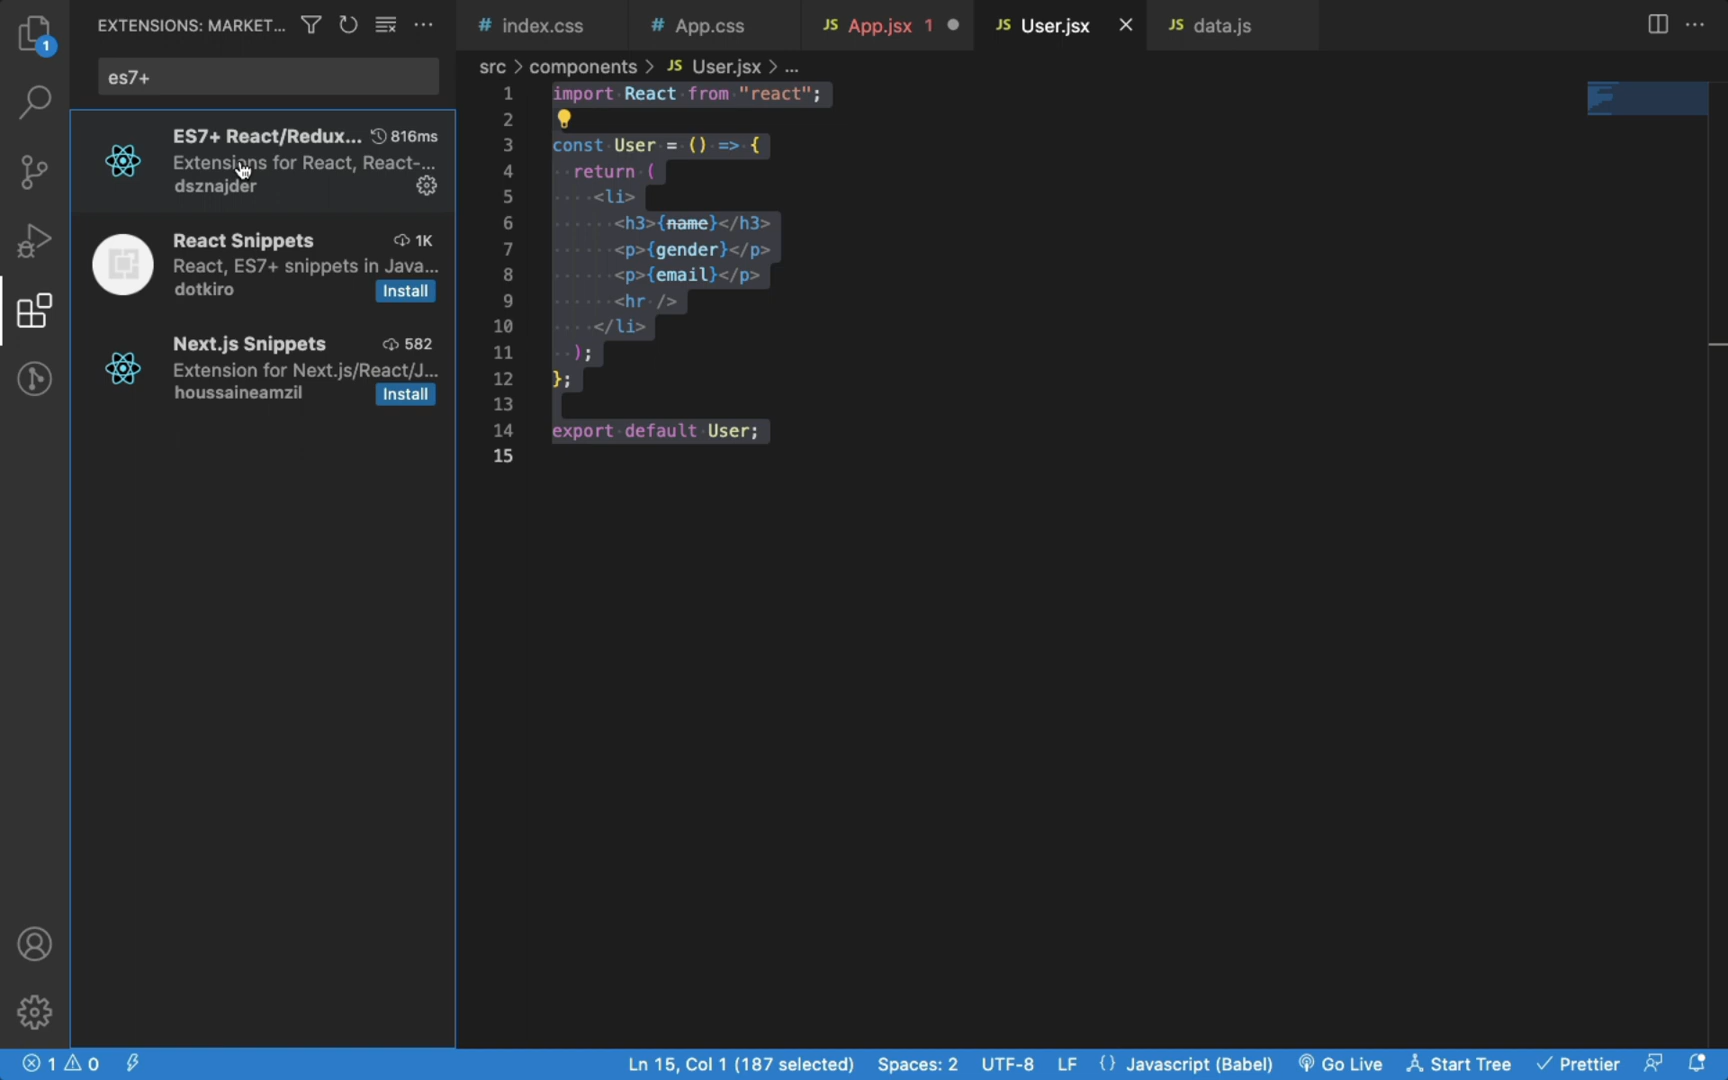 EXTENSIONS: MARKET...
1
es7+
ES7+ React/Redux... 816ms
Extensions for React, React-...
dsznajder
React Snippets 1K
React, ES7+ snippets in Java...
dotkiro Install
Next.js Snippets 582
Extension for Next.js/React/J...
houssaineamzil Install
# index.css # App.css JS App.jsx 1 JS User.jsx JS data.js
src > components > JS User.jsx > ...
1 import React from "react";
2
3 const User = () => {
4 return (
5 <li>
6 <h3>{name}</h3>
7 <p>{gender}</p>
8 <p>{email}</p>
9 <hr />
10 </li>
11 );
12 };
13
14 export default User;
15
1 0 Ln 15, Col 1 (187 selected) Spaces: 2 UTF-8 LF {} Javascript (Babel) Go Live Start Tree Prettier